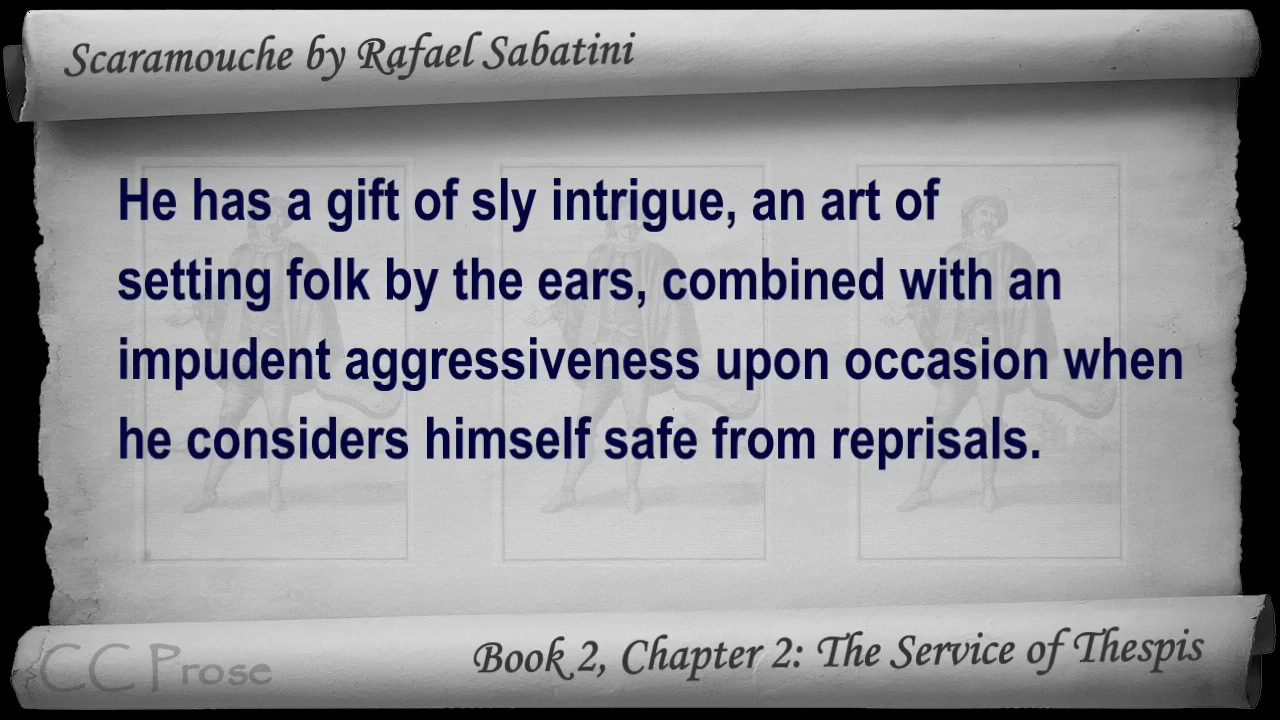 Scaramouche by Rafael Sabatini
He has a gift of sly intrigue, an art of
setting folk by the ears, combined with an
impudent aggressiveness upon occasion when
he considers himself safe from reprisals.
CC Prose
Book 2, Chapter 2: The Service of Thespis